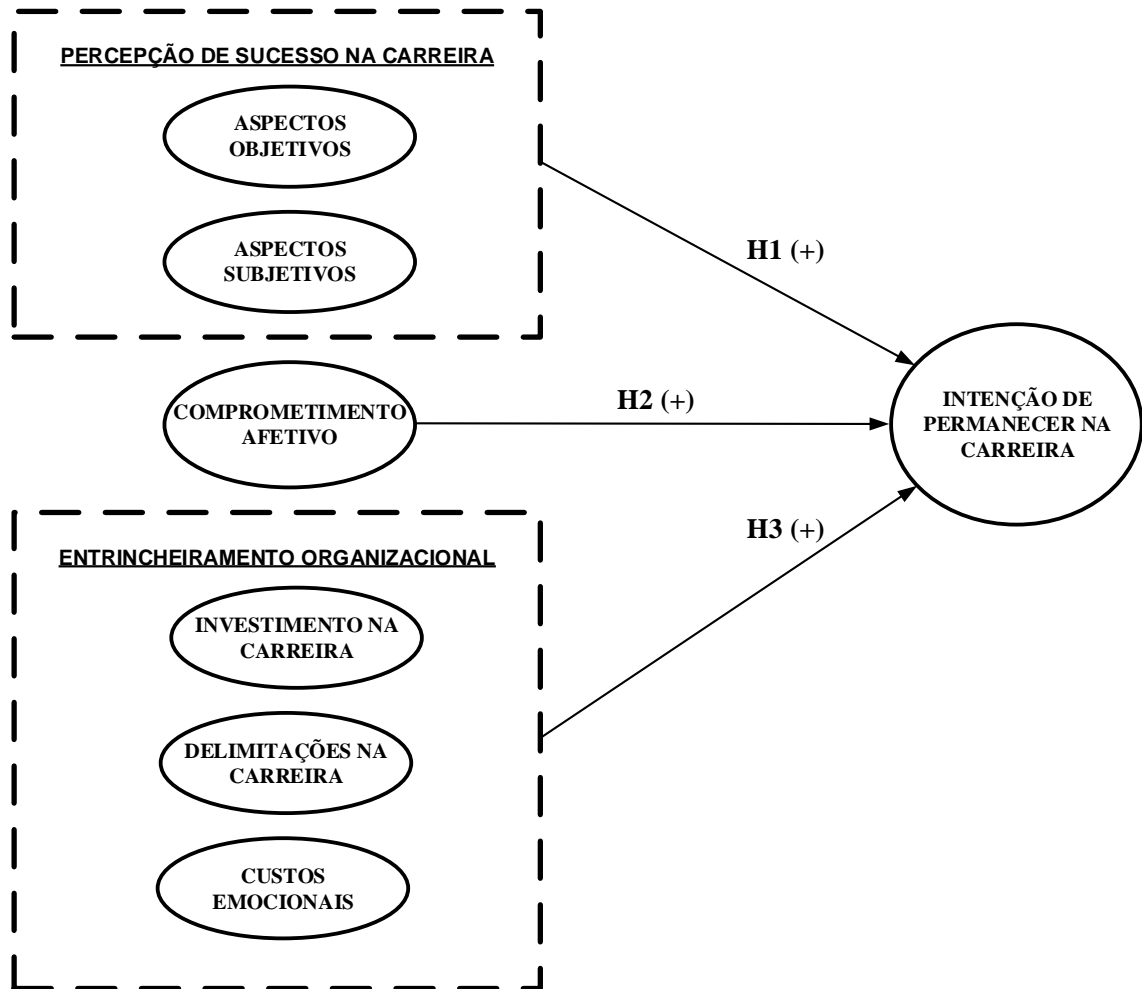 PERCEPÇÃO DE SUCESSO NA CARREIRA
ASPECTOS
OBJETIVOS
ASPECTOS
SUBJETIVOS
H1 (+)
COMPROMETIMENTO
AFETIVO
H2 (+)
INTENÇÃO DE
PERMANECER NA
CARREIRA
H3 (+)
ENTRINCHEIRAMENTO ORGANIZACIONAL
INVESTIMENTO NA
CARREIRA
DELIMITAÇÕES NA
CARREIRA
CUSTOS
EMOCIONAIS